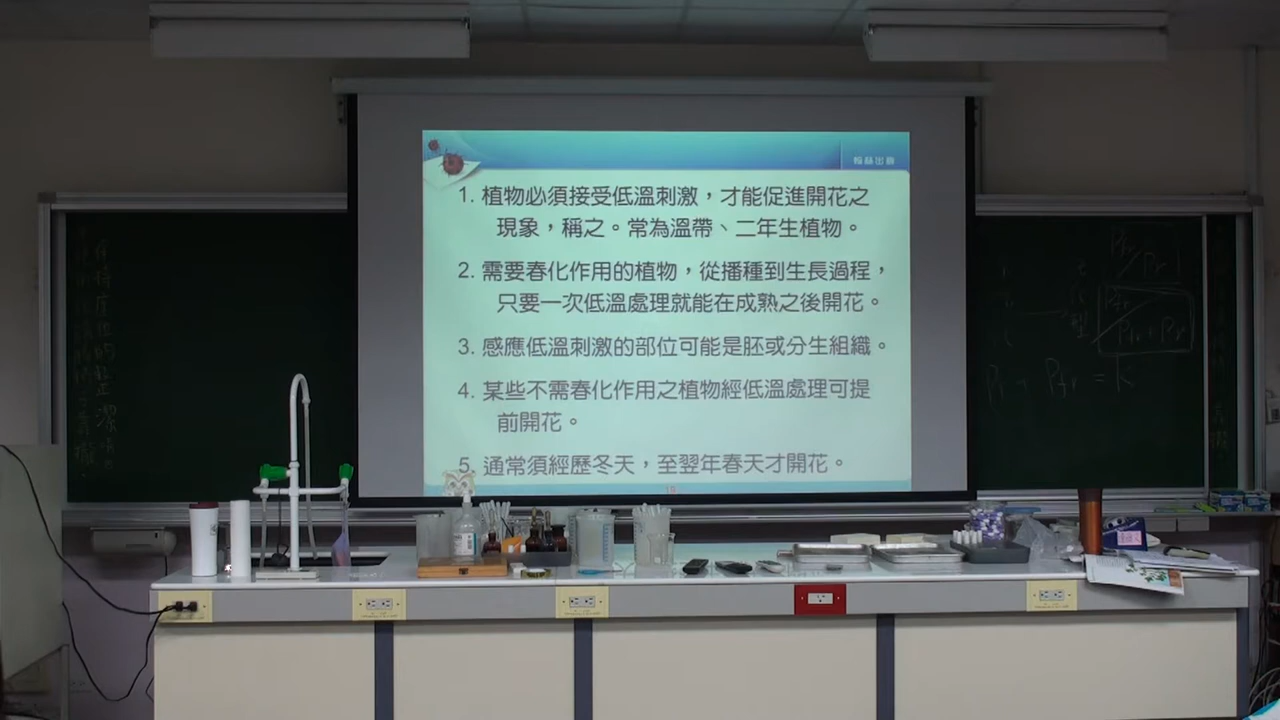 翰林出版
1. 植物必須接受低溫刺激，才能促進開花之
現象，稱之。常為溫帶、二年生植物。
2. 需要春化作用的植物，從播種到生長過程，
只要一次低溫處理就能在成熟之後開花。
3. 感應低溫刺激的部位可能是胚或分生組織。
4. 某些不需春化作用之植物經低溫處理可提
前開花。
5. 通常須經歷冬天，至翌年春天才開花。